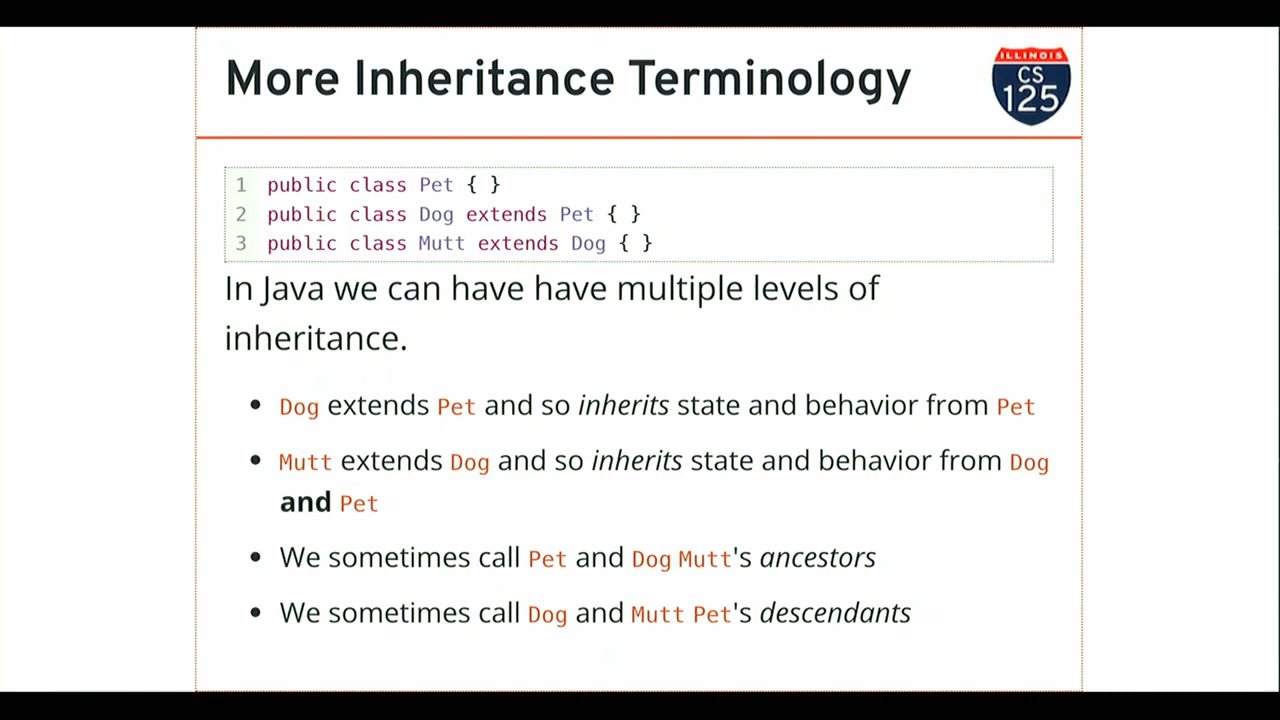 More Inheritance Terminology
ILLINOIS
CS
125
1 public class Pet { }
2 public class Dog extends Pet { }
3 public class Mutt extends Dog { }
In Java we can have have multiple levels of
inheritance.
• Dog extends Pet and so inherits state and behavior from Pet
• Mutt extends Dog and so inherits state and behavior from Dog
and Pet
• We sometimes call Pet and Dog Mutt's ancestors
• We sometimes call Dog and Mutt Pet's descendants